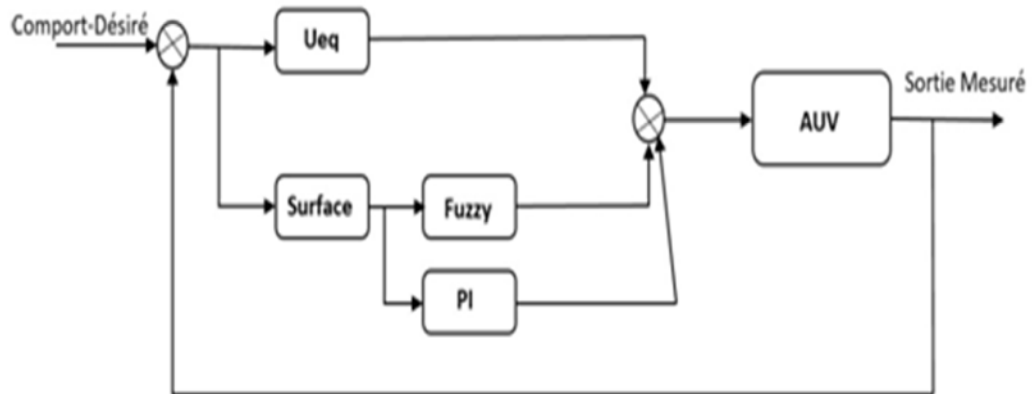 Comport-Désiré
Ueq
Sortie Mesuré
AUV
Surface
Fuzzy
PI